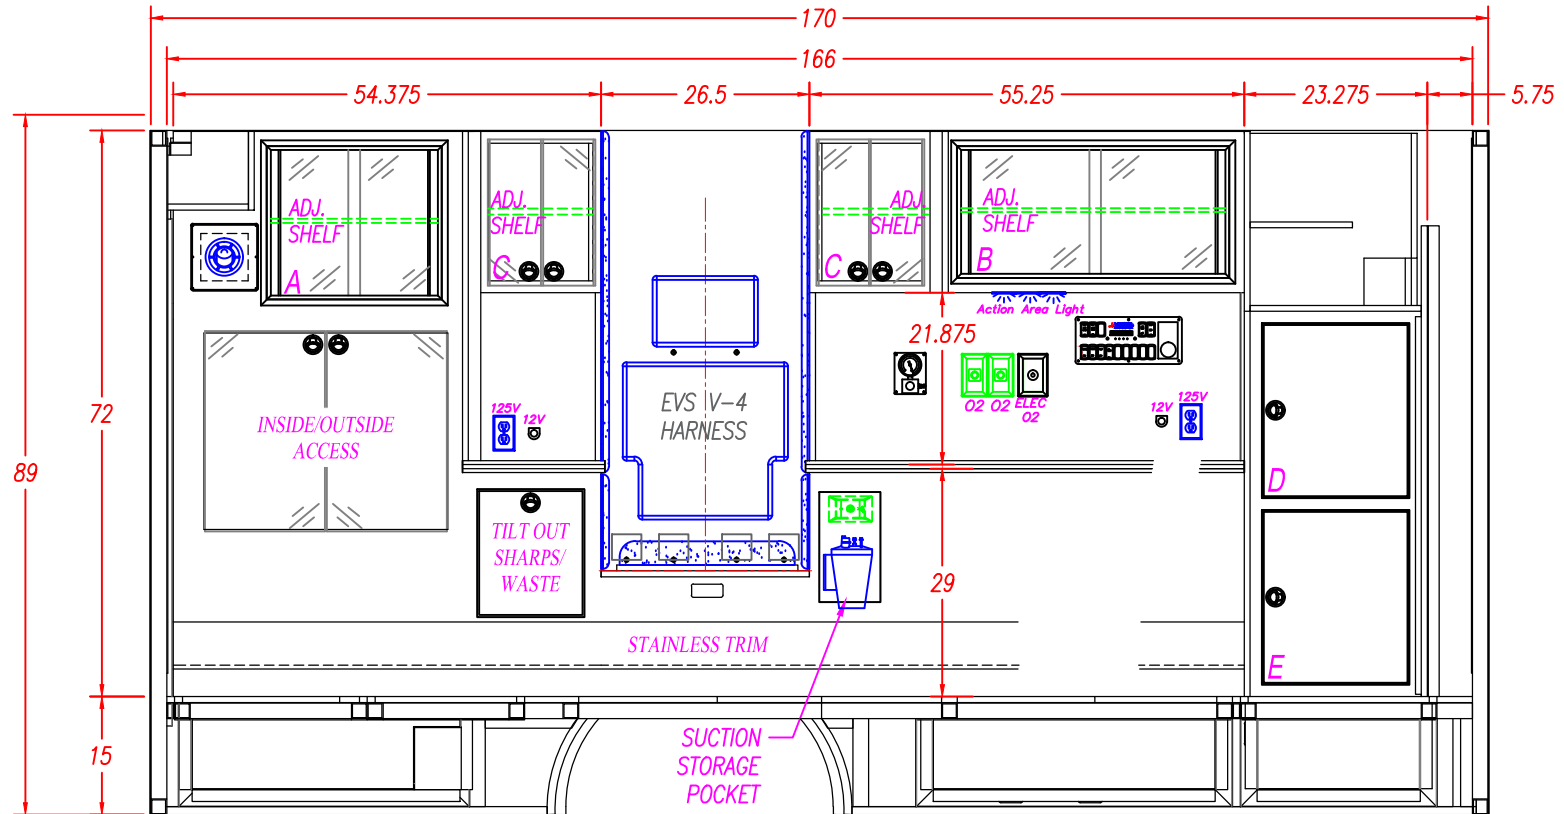 170
166
54.375
26.5
55.25
23.275
5.75
ADJ.
SHELF
A
ADJ.
SHELF
C
ADJ.
SHELF
C
ADJ.
SHELF
B
Action Area Light
21.875
72
89
INSIDE/OUTSIDE
ACCESS
125V
12V
EVS V-4
HARNESS
O2
O2
ELEC
O2
12V
125V
D
TILT OUT
SHARPS/
WASTE
29
STAINLESS TRIM
E
15
SUCTION
STORAGE
POCKET